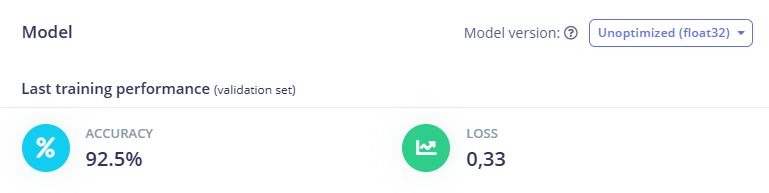 Model
Model version: Unoptimized (float32)
Last training performance (validation set)
% ACCURACY
92.5%
LOSS
0,33